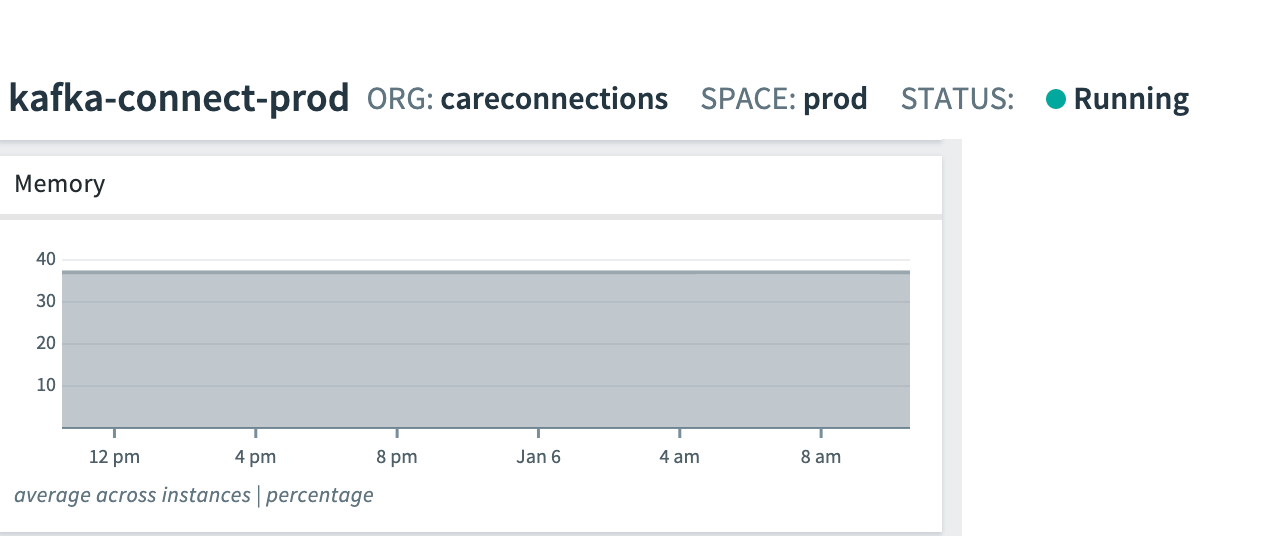 kafka-connect-prod ORG: careconnections SPACE: prod STATUS: Running
Memory
40
30
20
10
12 pm 4 pm 8 pm Jan 6 4 am 8 am
average across instances | percentage